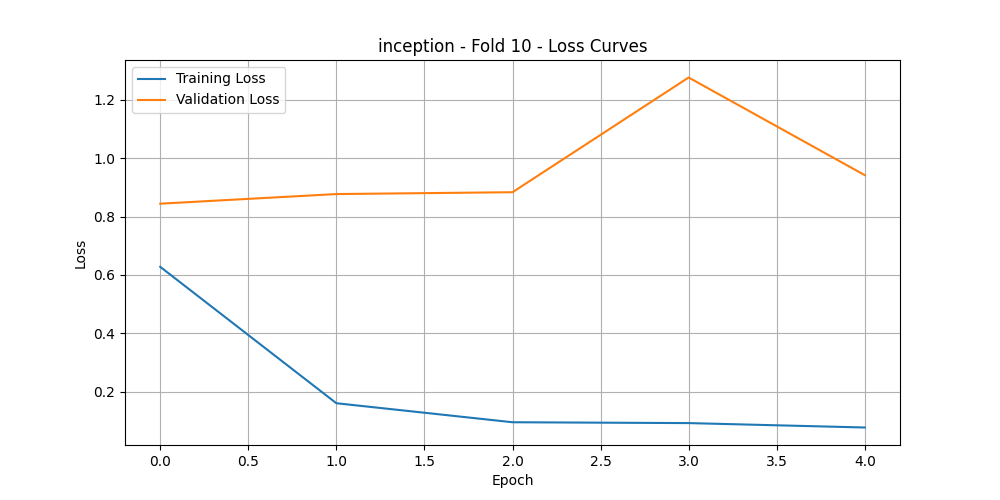 inception - Fold 10 - Loss Curves
Training Loss
Validation Loss
1.2
1.0
0.8
0.6
0.4
0.2
Loss
0.0 0.5 1.0 1.5 2.0 2.5 3.0 3.5 4.0
Epoch